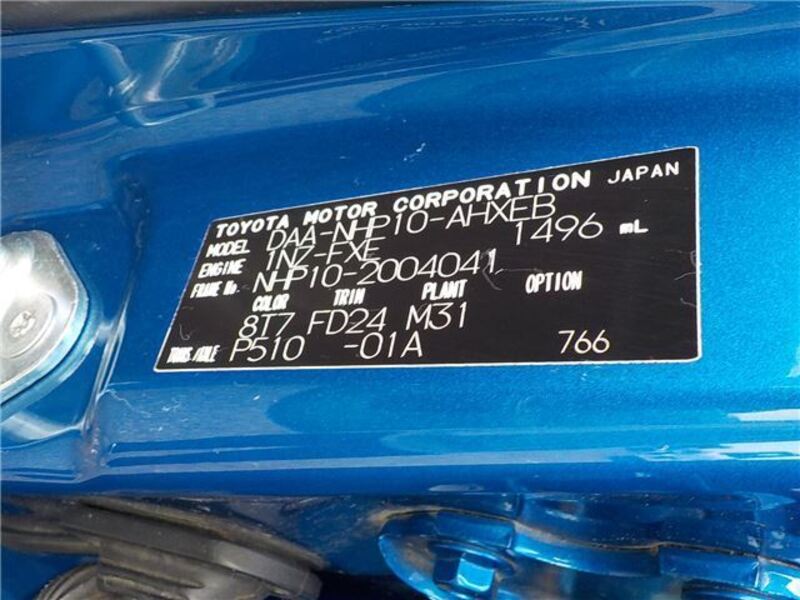 TOYOTA MOTOR CORPORATION JAPAN
MODEL DAA-NHP10-AHXEB
ENGINE 1NZ-FXE 1496 mL
FRAME No. NHP10-2004041
COLOR TRIM PLANT OPTION
8T7 FD24 M31
TRANS/AXLE P510 -01A 766